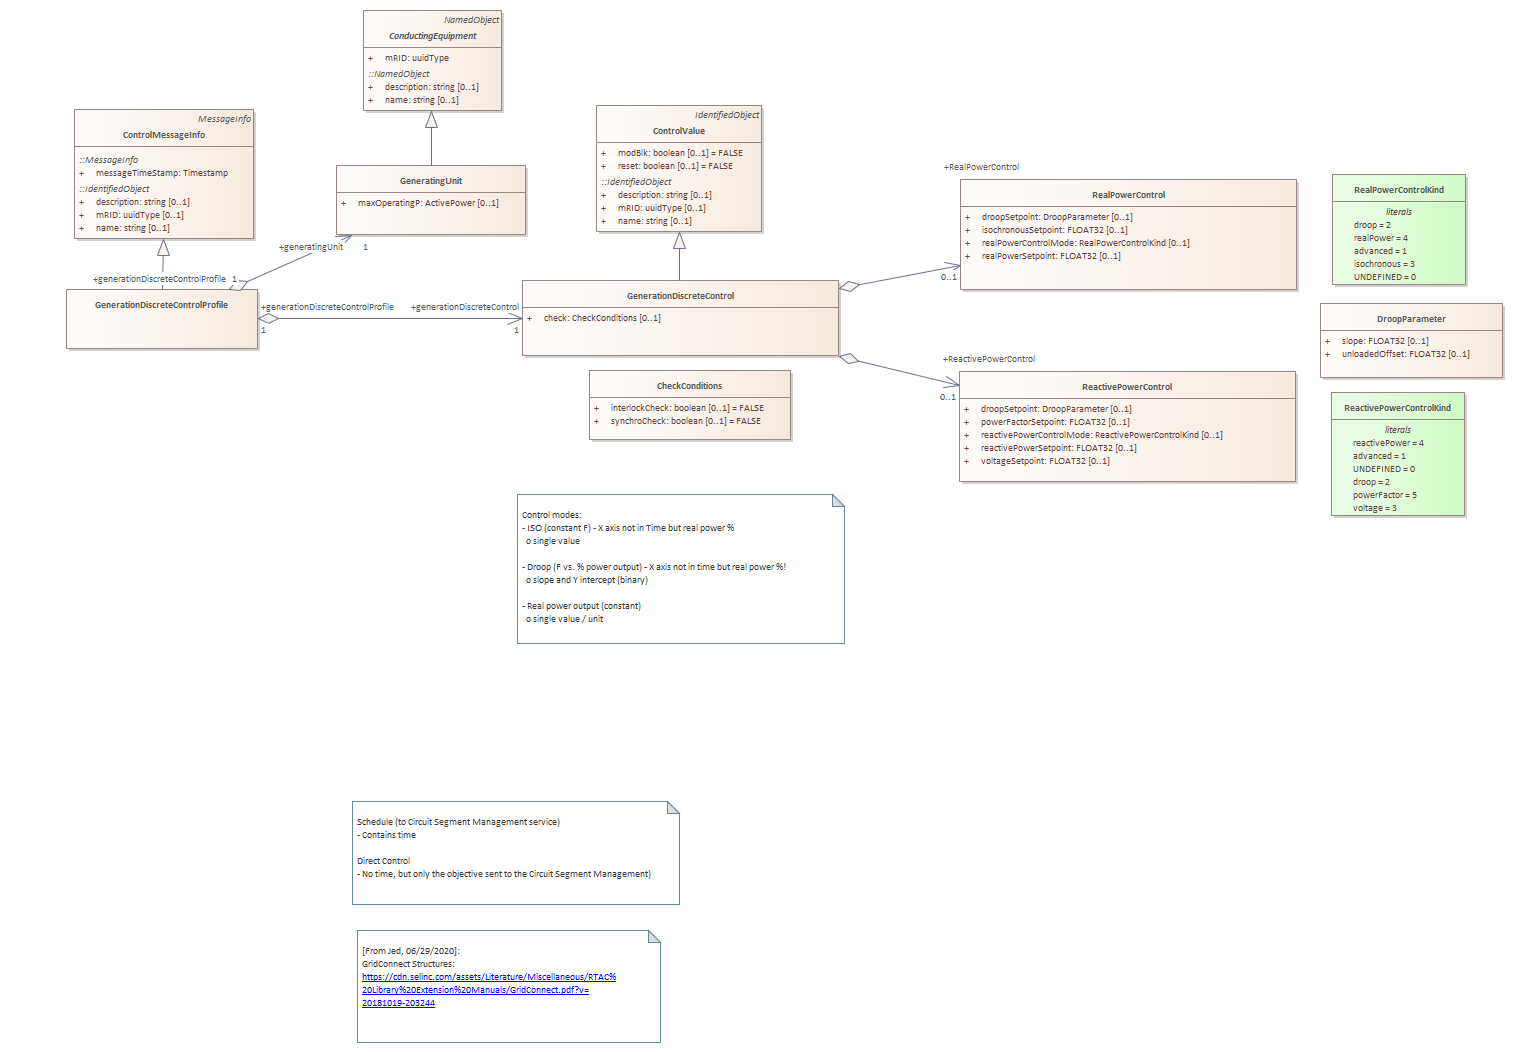 NamedObject
ConductingEquipment
+ mRID: uuidType
::NamedObject
+ description: string [0..1]
+ name: string [0..1]
MessageInfo
ControlMessageInfo
::MessageInfo
+ messageTimeStamp: Timestamp
::IdentifiedObject
+ description: string [0..1]
+ mRID: uuidType [0..1]
+ name: string [0..1]
GeneratingUnit
+ maxOperatingP: ActivePower [0..1]
IdentifiedObject
ControlValue
+ modBlk: boolean [0..1] = FALSE
+ reset: boolean [0..1] = FALSE
::IdentifiedObject
+ description: string [0..1]
+ mRID: uuidType [0..1]
+ name: string [0..1]
+RealPowerControl
RealPowerControl
+ droopSetpoint: DroopParameter [0..1]
+ isochronousSetpoint: FLOAT32 [0..1]
+ realPowerControlMode: RealPowerControlKind [0..1]
+ realPowerSetpoint: FLOAT32 [0..1]
0..1
RealPowerControlKind
literals
droop = 2
realPower = 4
advanced = 1
isochronous = 3
UNDEFINED = 0
+generatingUnit 1
+generationDiscreteControlProfile 1
GenerationDiscreteControlProfile
+generationDiscreteControlProfile
1
+generationDiscreteControl
1
GenerationDiscreteControl
+ check: CheckConditions [0..1]
DroopParameter
+ slope: FLOAT32 [0..1]
+ unloadedOffset: FLOAT32 [0..1]
CheckConditions
+ interlockCheck: boolean [0..1] = FALSE
+ synchroCheck: boolean [0..1] = FALSE
+ReactivePowerControl
0..1
ReactivePowerControl
+ droopSetpoint: DroopParameter [0..1]
+ powerFactorSetpoint: FLOAT32 [0..1]
+ reactivePowerControlMode: ReactivePowerControlKind [0..1]
+ reactivePowerSetpoint: FLOAT32 [0..1]
+ voltageSetpoint: FLOAT32 [0..1]
ReactivePowerControlKind
literals
reactivePower = 4
advanced = 1
UNDEFINED = 0
droop = 2
powerFactor = 5
voltage = 3
Control modes:
- ISO (constant F) - X axis not in Time but real power %
o single value
- Droop (F vs. % power output) - X axis not in time but real power %!
o slope and Y intercept (binary)
- Real power output (constant)
o single value / unit
Schedule (to Circuit Segment Management service)
- Contains time
Direct Control
- No time, but only the objective sent to the Circuit Segment Management)
[From Jed, 06/29/2020]:
GridConnect Structures:
https://cdn.selinc.com/assets/Literature/Miscellaneous/RTAC%
20Library%20Extension%20Manuals/GridConnect.pdf?v=
20181019-203244